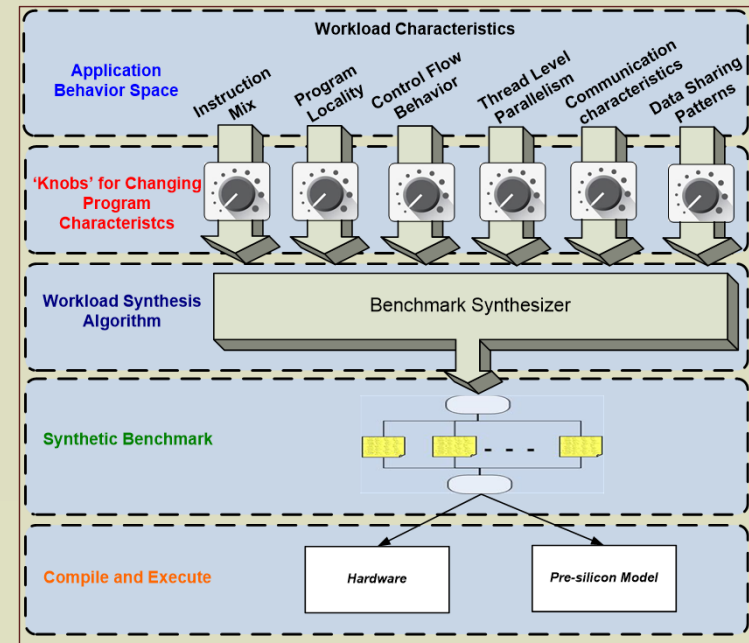 Workload Characteristics
Application
Behavior Space
Instruction
Mix
Program
Locality
Control Flow
Behavior
Thread Level
Parallelism
Communication
characteristics
Data Sharing
Patterns
‘Knobs’ for Changing
Program
Characteristcs
Workload Synthesis
Algorithm
Benchmark Synthesizer
Synthetic Benchmark
- - -
Compile and Execute
Hardware
Pre-silicon Model